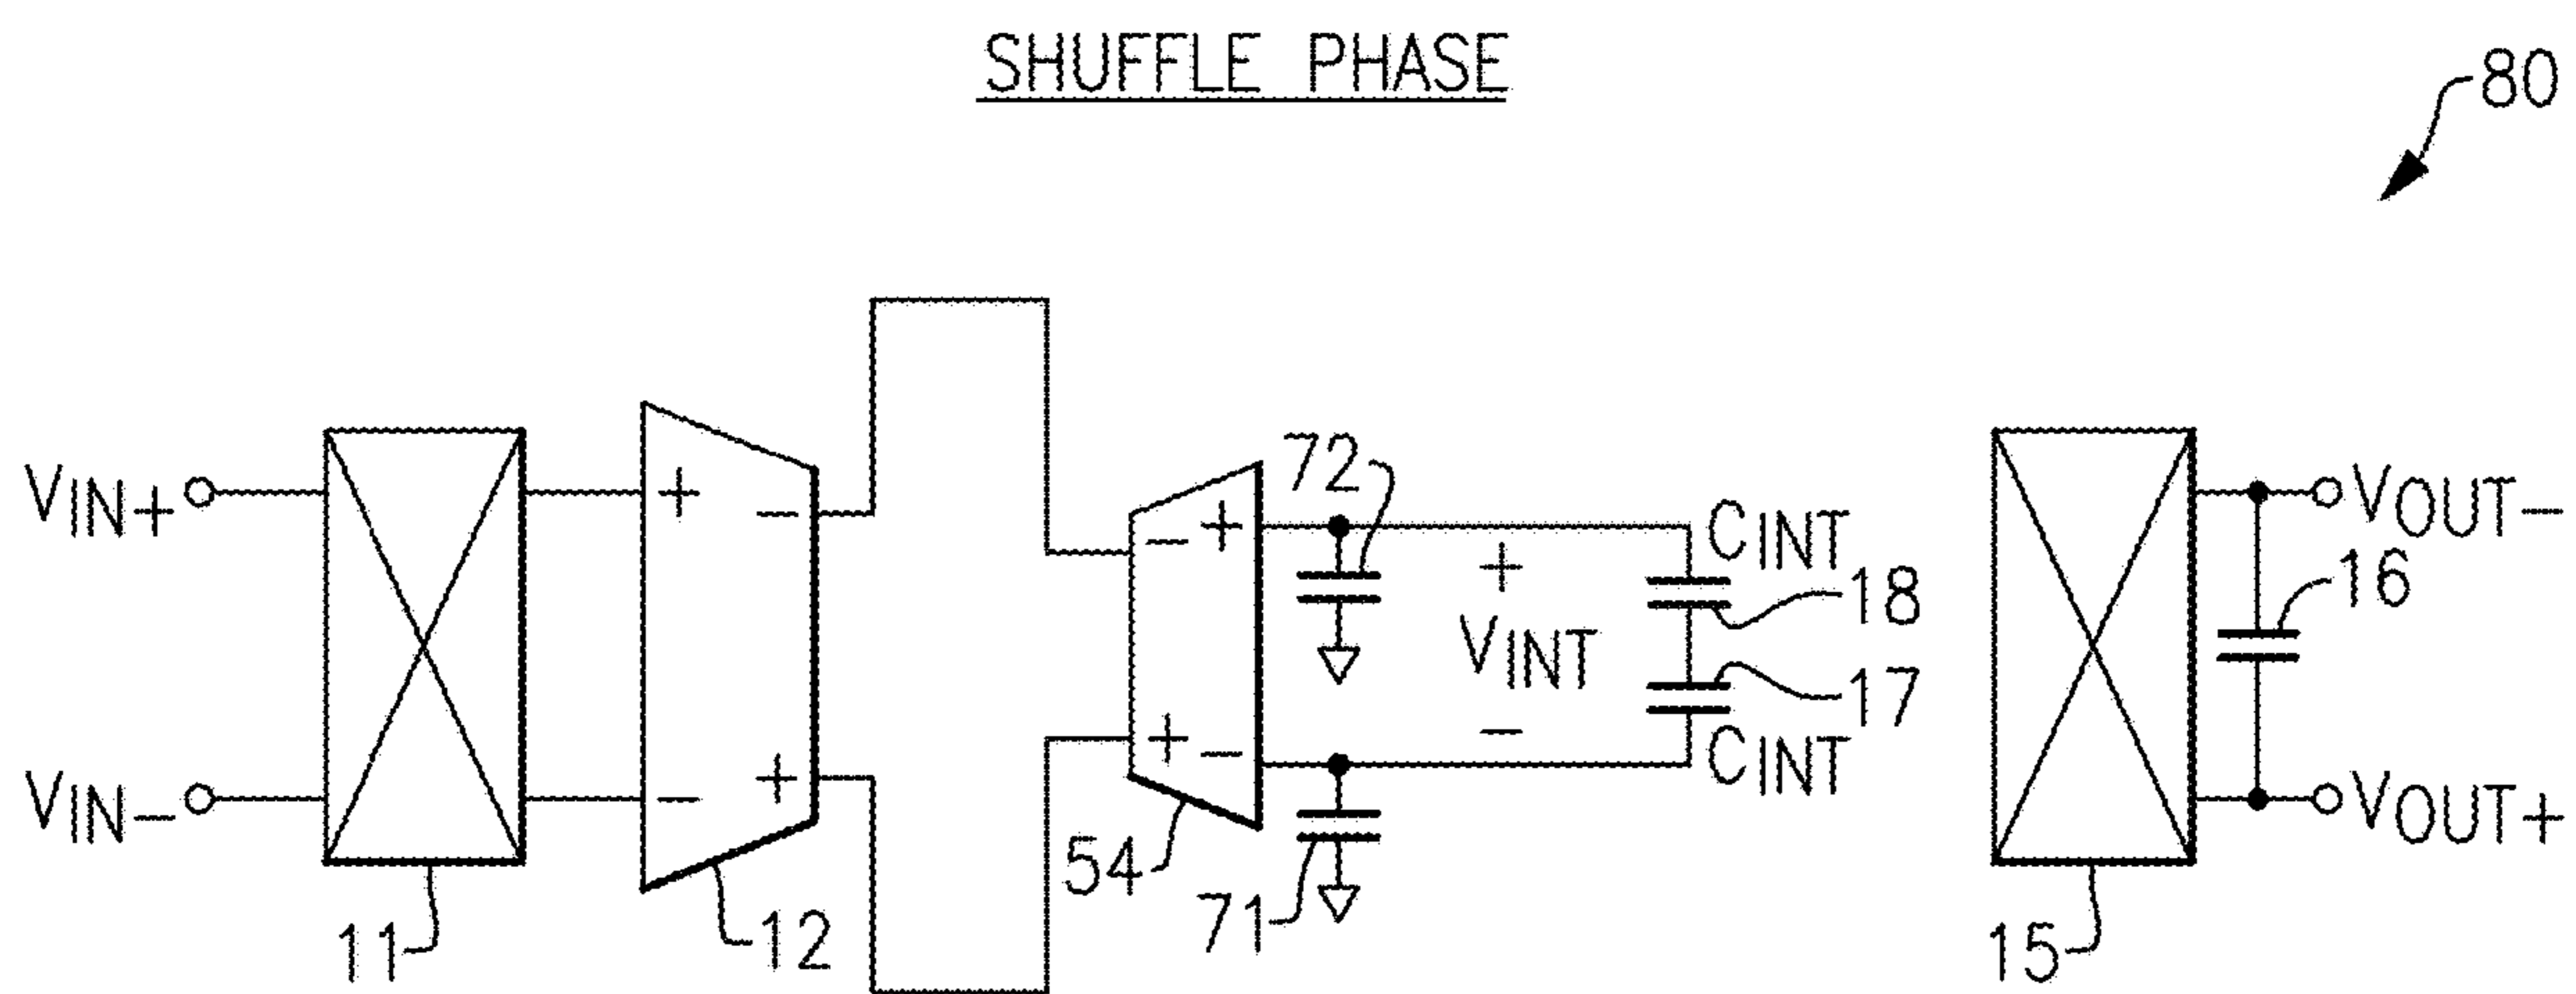 SHUFFLE PHASE
80
VIN+
+
−
−
+
72
CINT
VOUT−
+
18
16
VINT
17
VIN−
+
−
+
−
−
CINT
VOUT+
54
71
11
12
15